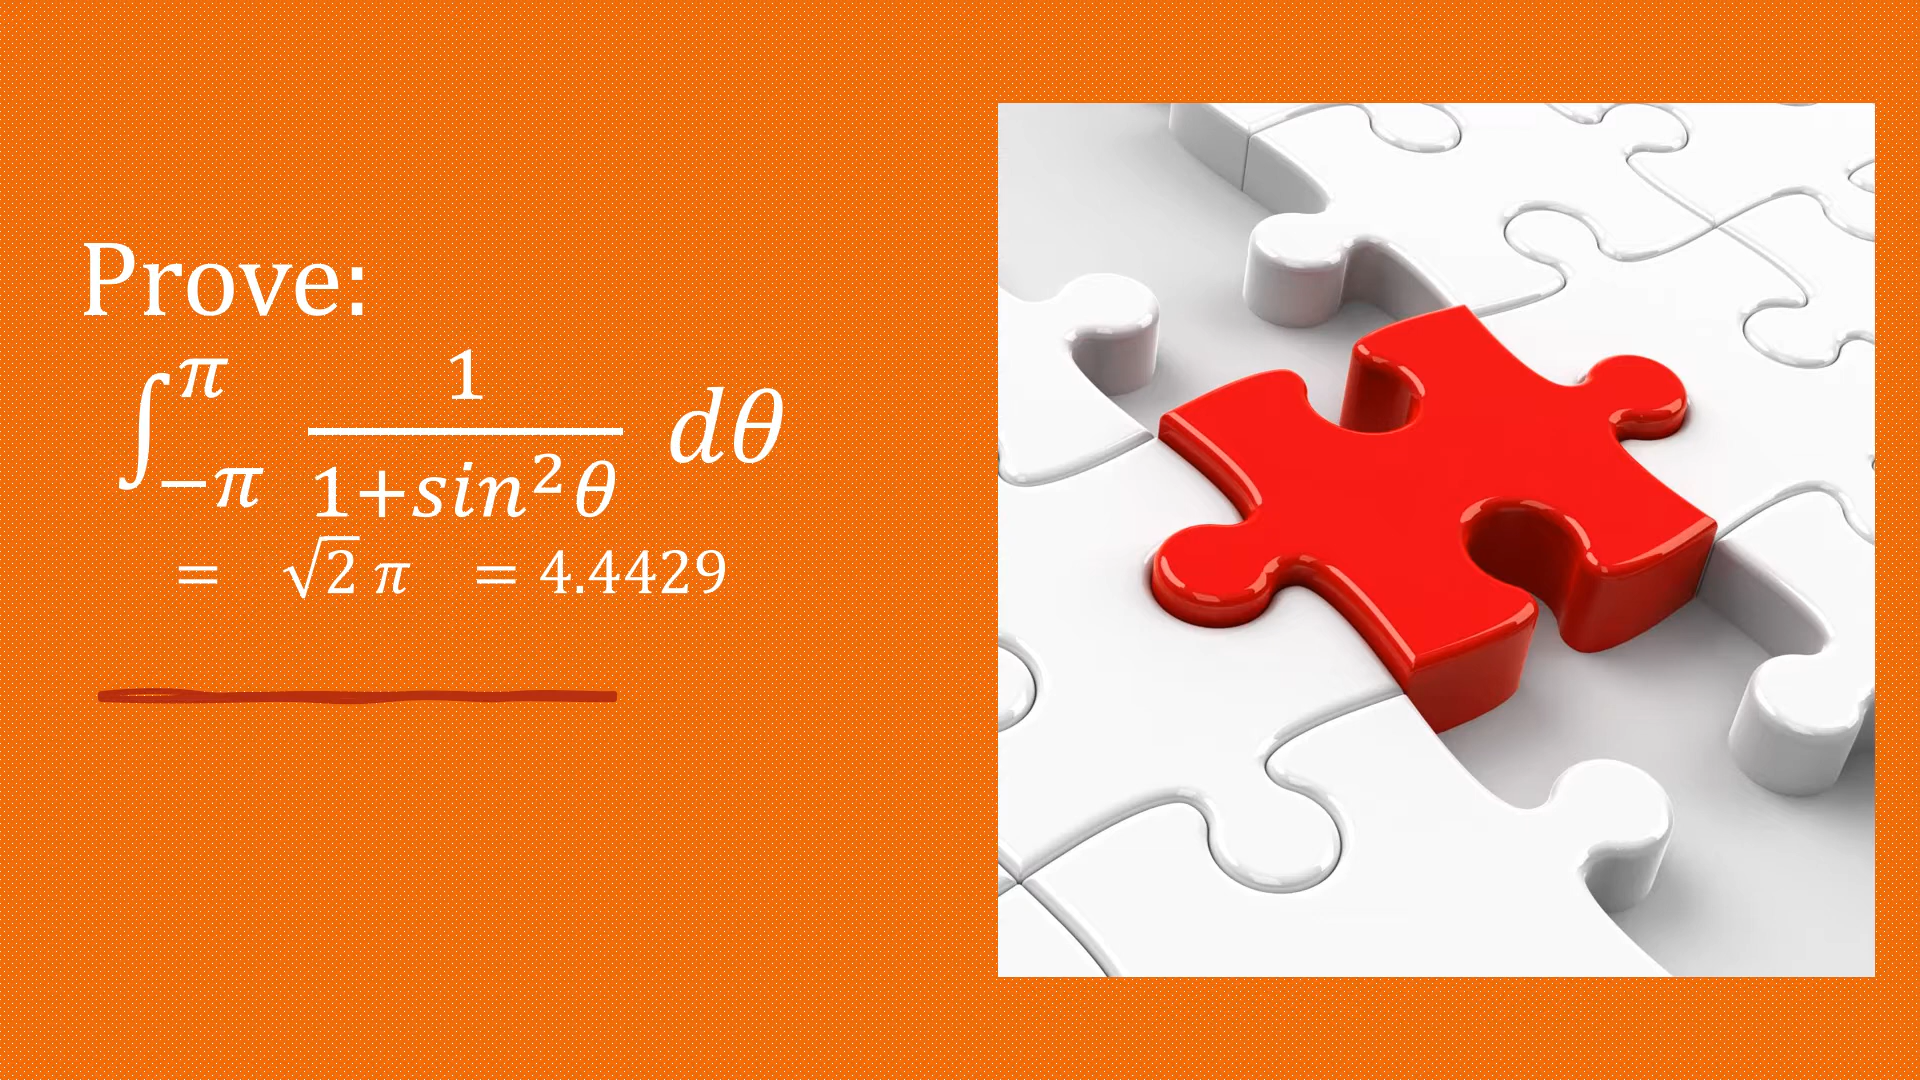 Prove:
∫_{−π}^{π} 1/(1+sin²θ) dθ
= √2 π = 4.4429